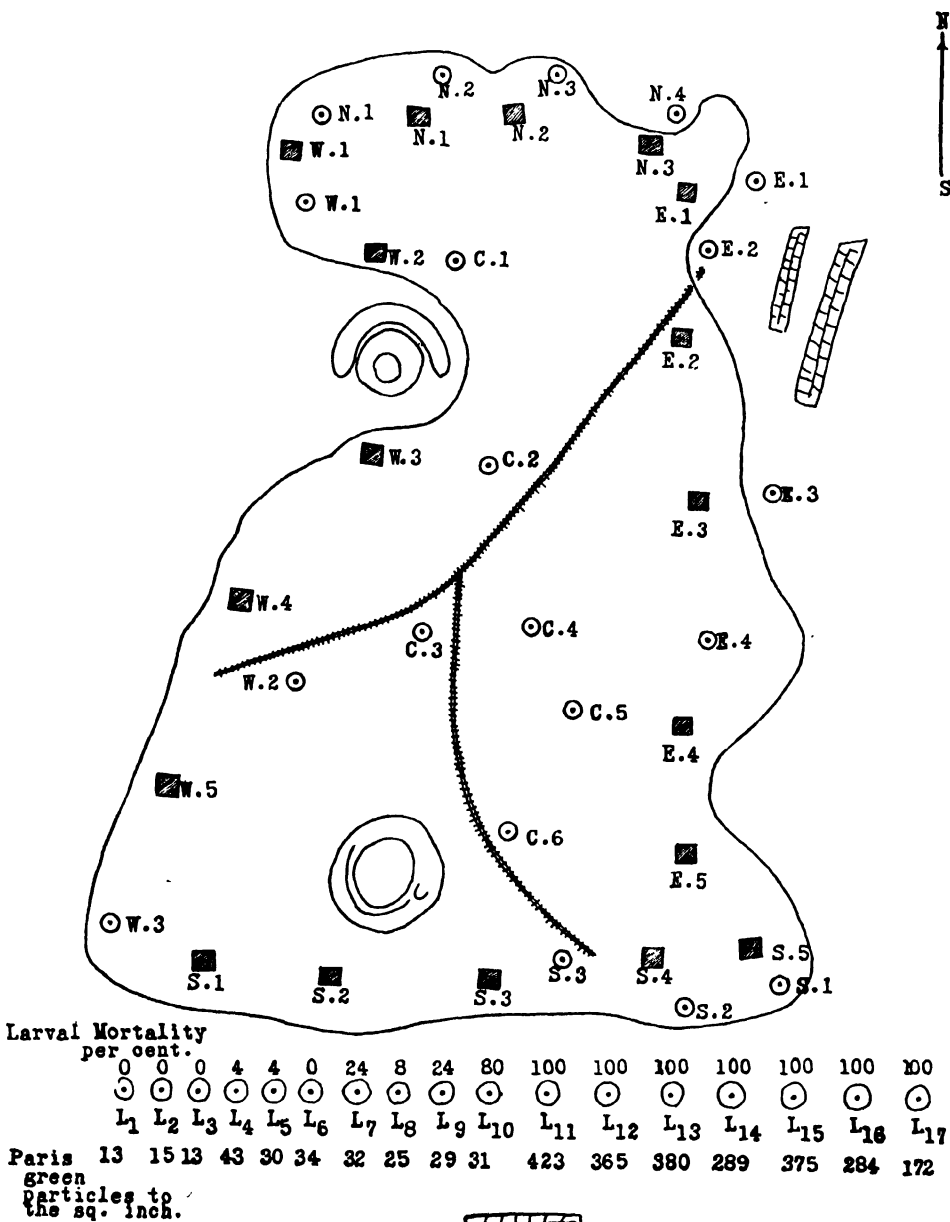 N
S
N.2 N.3
N.1 N.4
N.1 N.2
W.1 N.3
E.1
W.1 E.1
W.2 C.1 E.2
E.2
W.3 C.2
E.3
E.3
W.4
C.3 C.4 E.4
W.2
C.5
E.4
W.5
C.6
E.5
W.3
S.1 S.2 S.3 S.3 S.4 S.5
S.1
S.2
Larval Mortality
per cent.
0 0 0 4 4 0 24 8 24 80 100 100 100 100 100 100 100
L1 L2 L3 L4 L5 L6 L7 L8 L9 L10 L11 L12 L13 L14 L15 L16 L17
Paris 13 15 13 43 30 34 32 25 29 31 423 365 380 289 375 284 172
green
particles to
the sq. inch.